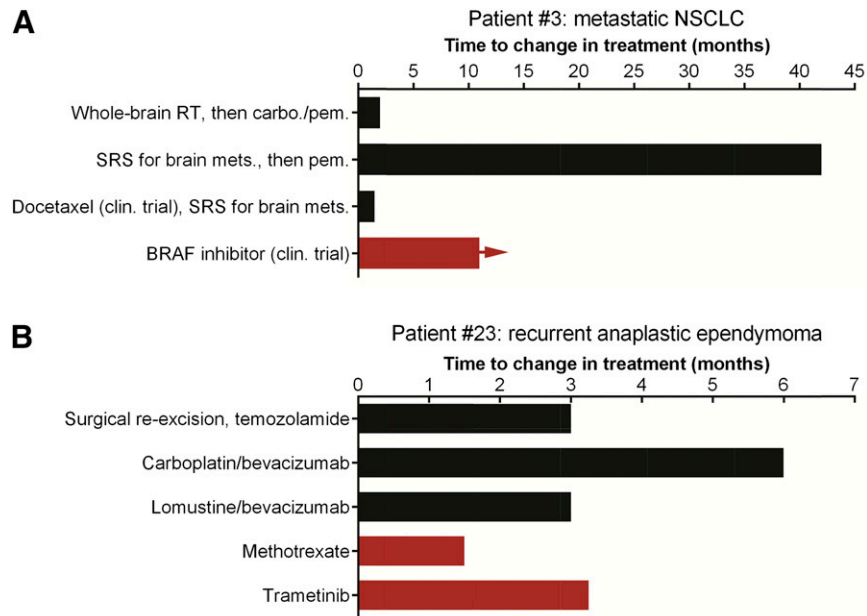 A
Patient #3: metastatic NSCLC
Time to change in treatment (months)
0 5 10 15 20 25 30 35 40 45
Whole-brain RT, then carbo./pem.
SRS for brain mets., then pem.
Docetaxel (clin. trial), SRS for brain mets.
BRAF inhibitor (clin. trial)
B
Patient #23: recurrent anaplastic ependymoma
Time to change in treatment (months)
0 1 2 3 4 5 6 7
Surgical re-excision, temozolamide
Carboplatin/bevacizumab
Lomustine/bevacizumab
Methotrexate
Trametinib